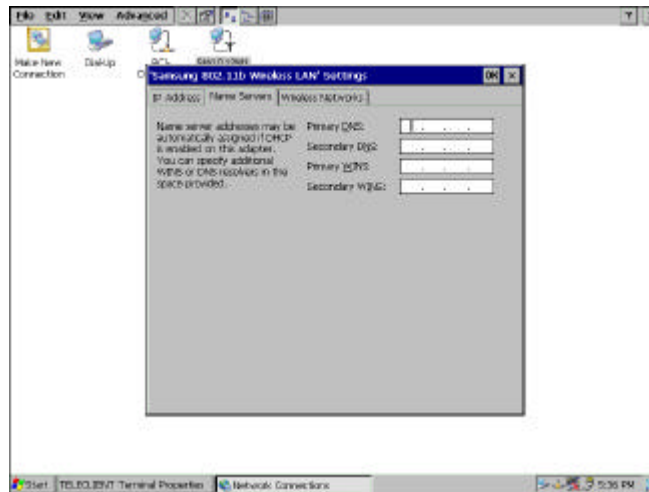 File Edit View Advanced
Make New Connection
Dialup
'Samsung 802.11b Wireless LAN' Settings OK
IP Address Name Servers Wireless Networks
Name server addresses may be
automatically assigned if DHCP
is enabled on this adapter.
You can specify additional
WINS or DNS resolvers in the
space provided.
Primary DNS:
Secondary DNS:
Primary WINS:
Secondary WINS:
Start TELECLIENT Terminal Properties Network Connections 5:36 PM